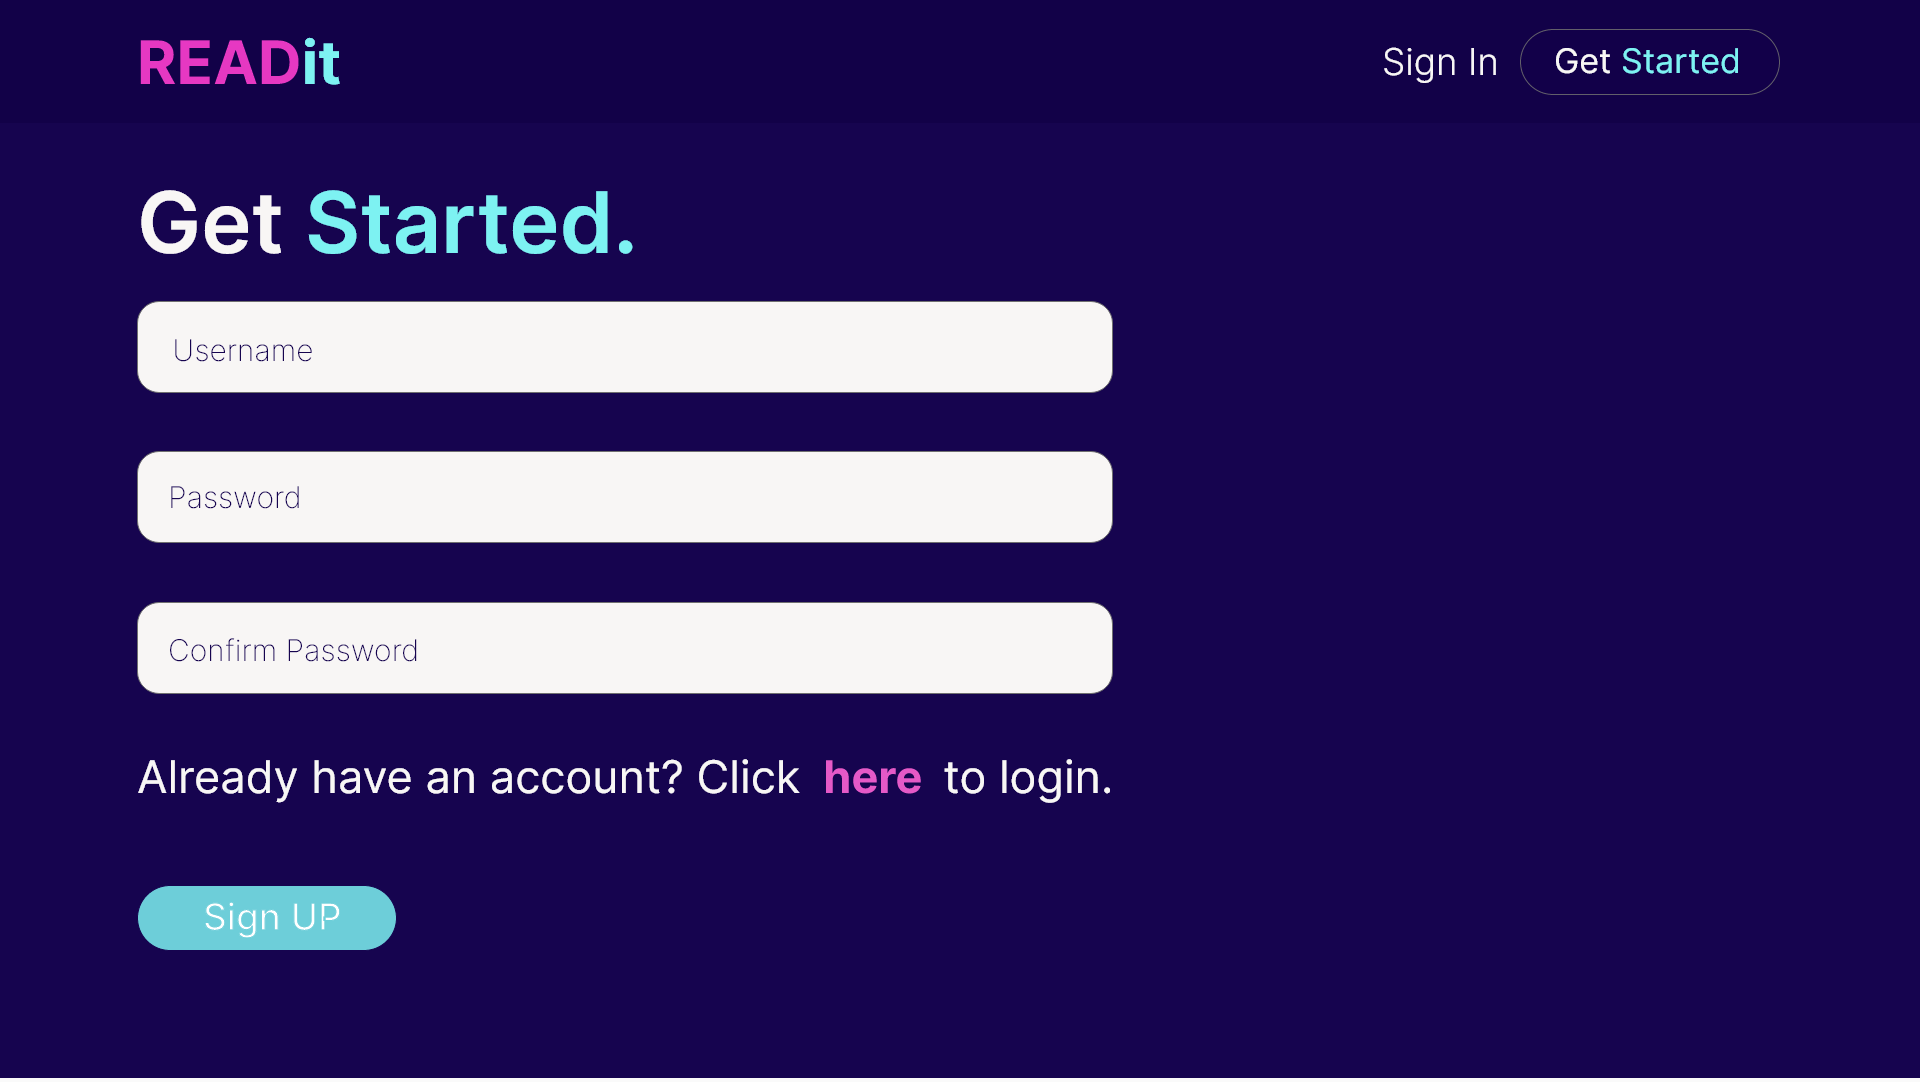 READit
Sign In
Get Started
Get Started.
Username
Password
Confirm Password
Already have an account? Click here to login.
Sign UP